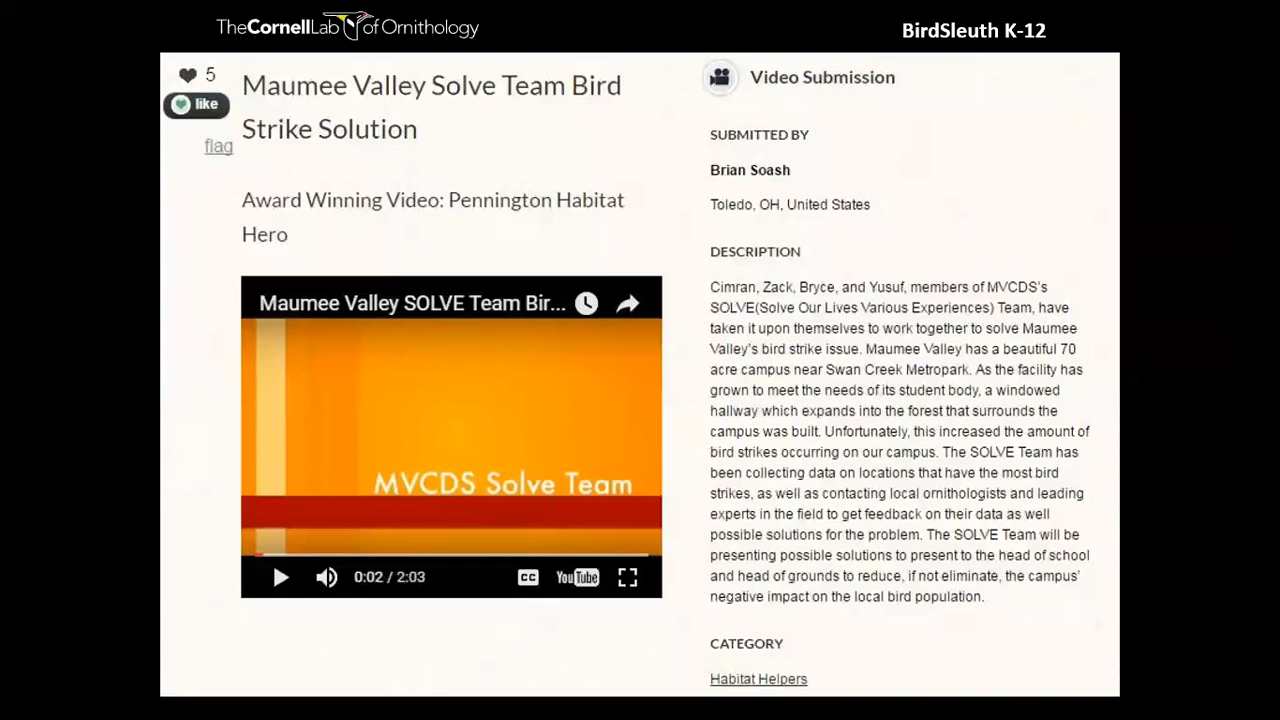 TheCornellLab of Ornithology
BirdSleuth K-12
5
like
flag
Maumee Valley Solve Team Bird
Strike Solution
Award Winning Video: Pennington Habitat
Hero
Maumee Valley SOLVE Team Bir...
MVCDS Solve Team
0:02 / 2:03
CC
YouTube
Video Submission
SUBMITTED BY
Brian Soash
Toledo, OH, United States
DESCRIPTION
Cimran, Zack, Bryce, and Yusuf, members of MVCDS's
SOLVE(Solve Our Lives Various Experiences) Team, have
taken it upon themselves to work together to solve Maumee
Valley's bird strike issue. Maumee Valley has a beautiful 70
acre campus near Swan Creek Metropark. As the facility has
grown to meet the needs of its student body, a windowed
hallway which expands into the forest that surrounds the
campus was built. Unfortunately, this increased the amount of
bird strikes occurring on our campus. The SOLVE Team has
been collecting data on locations that have the most bird
strikes, as well as contacting local ornithologists and leading
experts in the field to get feedback on their data as well
possible solutions for the problem. The SOLVE Team will be
presenting possible solutions to present to the head of school
and head of grounds to reduce, if not eliminate, the campus'
negative impact on the local bird population.
CATEGORY
Habitat Helpers